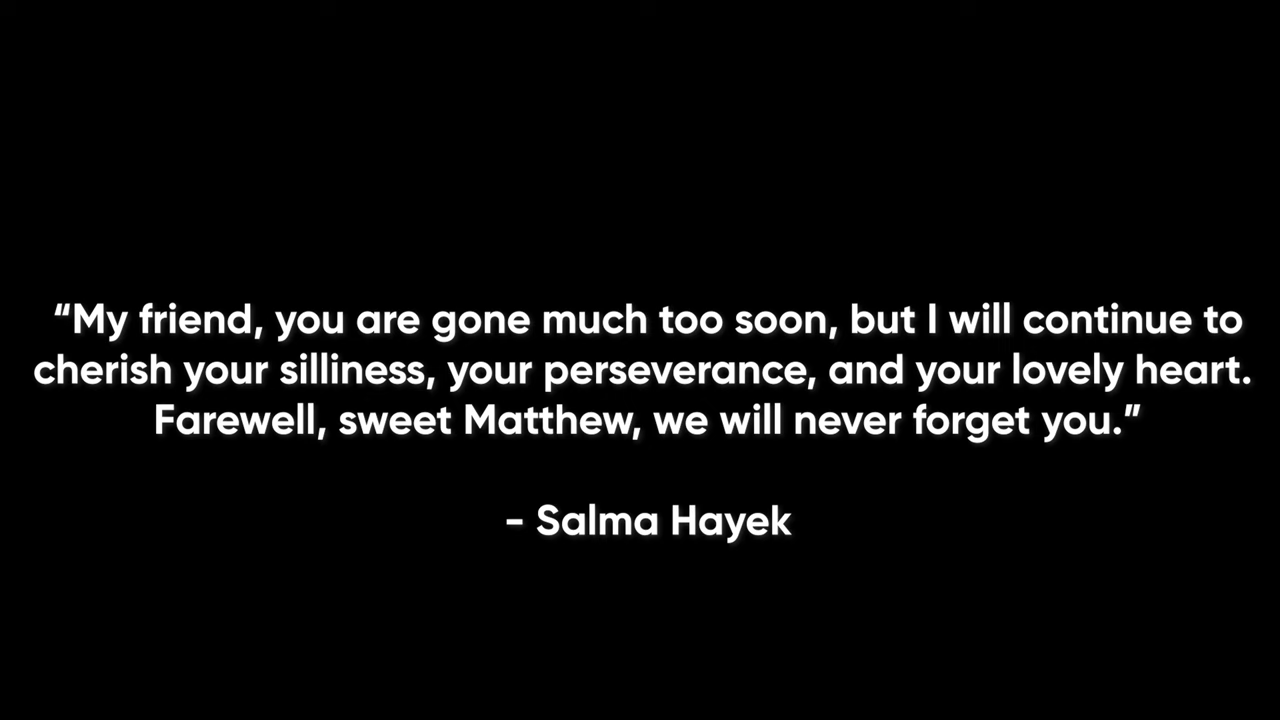 “My friend, you are gone much too soon, but I will continue to
cherish your silliness, your perseverance, and your lovely heart.
Farewell, sweet Matthew, we will never forget you.”
- Salma Hayek